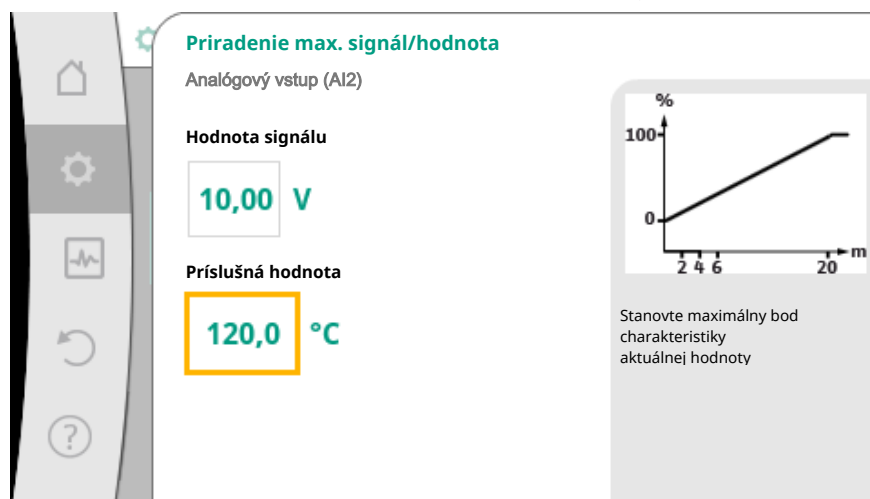 Priradenie max. signál/hodnota
Analógový vstup (AI2)
Hodnota signálu
10,00 V
Príslušná hodnota
120,0 °C
%
100
0
2 4 6 20
m
Stanovte maximálny bod
charakteristiky
aktuálnej hodnoty
?